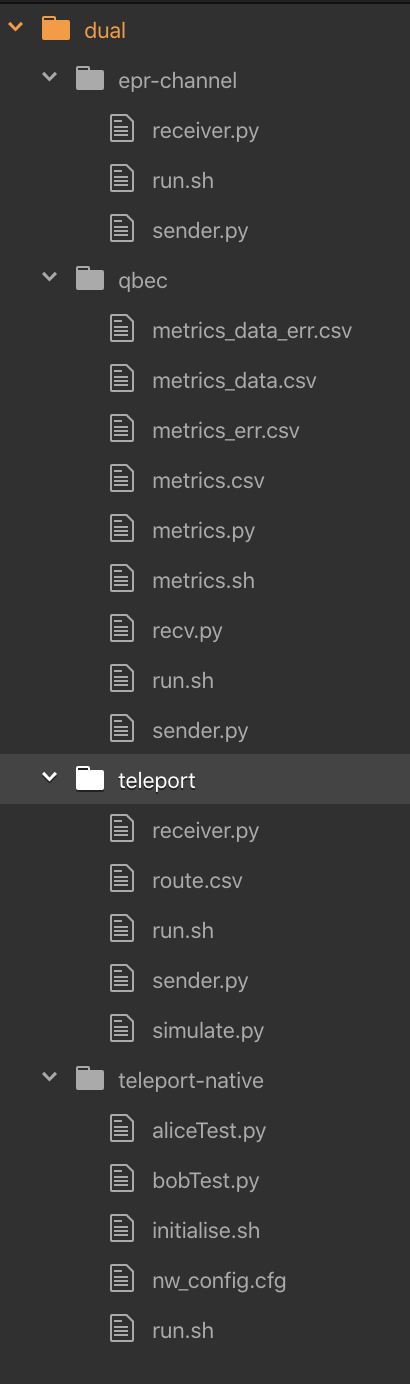 dual
epr-channel
receiver.py
run.sh
sender.py
qbec
metrics_data_err.csv
metrics_data.csv
metrics_err.csv
metrics.csv
metrics.py
metrics.sh
recv.py
run.sh
sender.py
teleport
receiver.py
route.csv
run.sh
sender.py
simulate.py
teleport-native
aliceTest.py
bobTest.py
initialise.sh
nw_config.cfg
run.sh